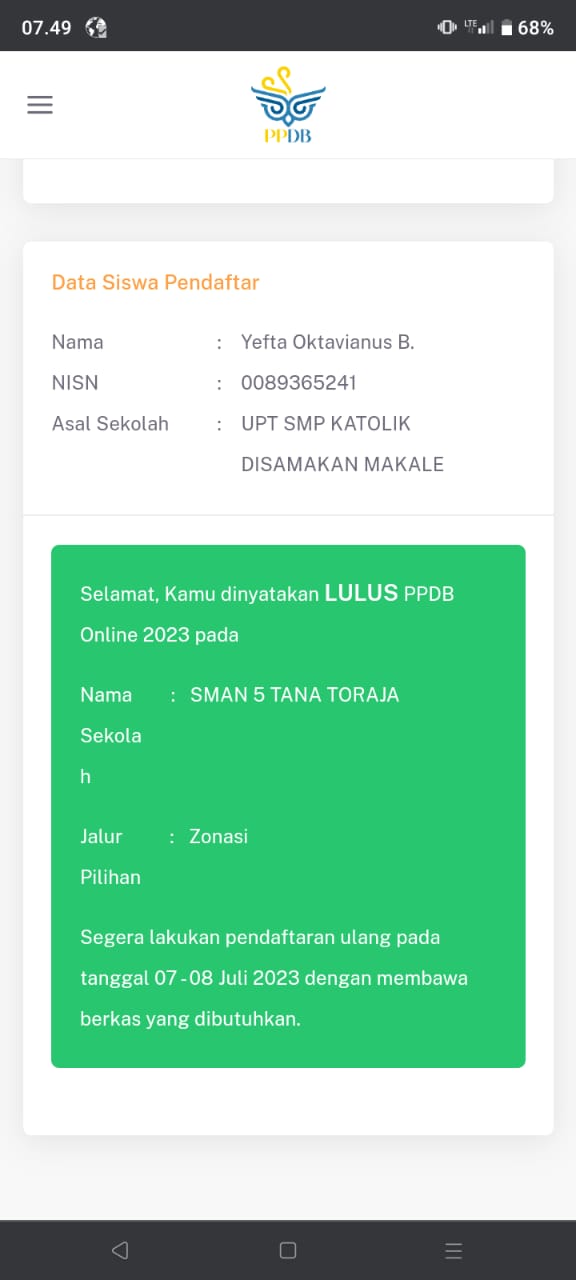 07.49
LTE
68%
PPDB
Data Siswa Pendaftar
Nama : Yefta Oktavianus B.
NISN : 0089365241
Asal Sekolah : UPT SMP KATOLIK
DISAMAKAN MAKALE
Selamat, Kamu dinyatakan LULUS PPDB
Online 2023 pada
Nama : SMAN 5 TANA TORAJA
Sekola
h
Jalur : Zonasi
Pilihan
Segera lakukan pendaftaran ulang pada
tanggal 07 - 08 Juli 2023 dengan membawa
berkas yang dibutuhkan.